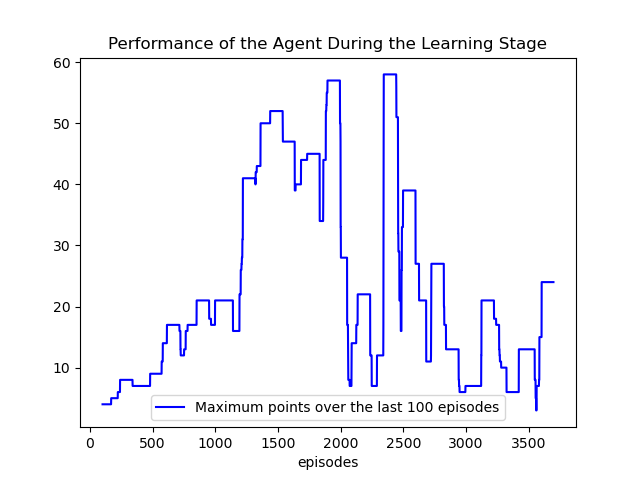 Performance of the Agent During the Learning Stage
60
50
40
30
20
10
Maximum points over the last 100 episodes
0 500 1000 1500 2000 2500 3000 3500
episodes